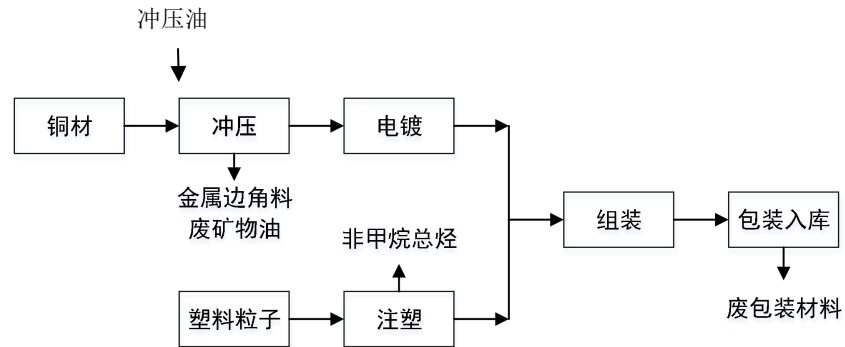 冲压油
铜材
冲压
电镀
金属边角料
废矿物油
组装
包装入库
非甲烷总烃
废包装材料
塑料粒子
注塑